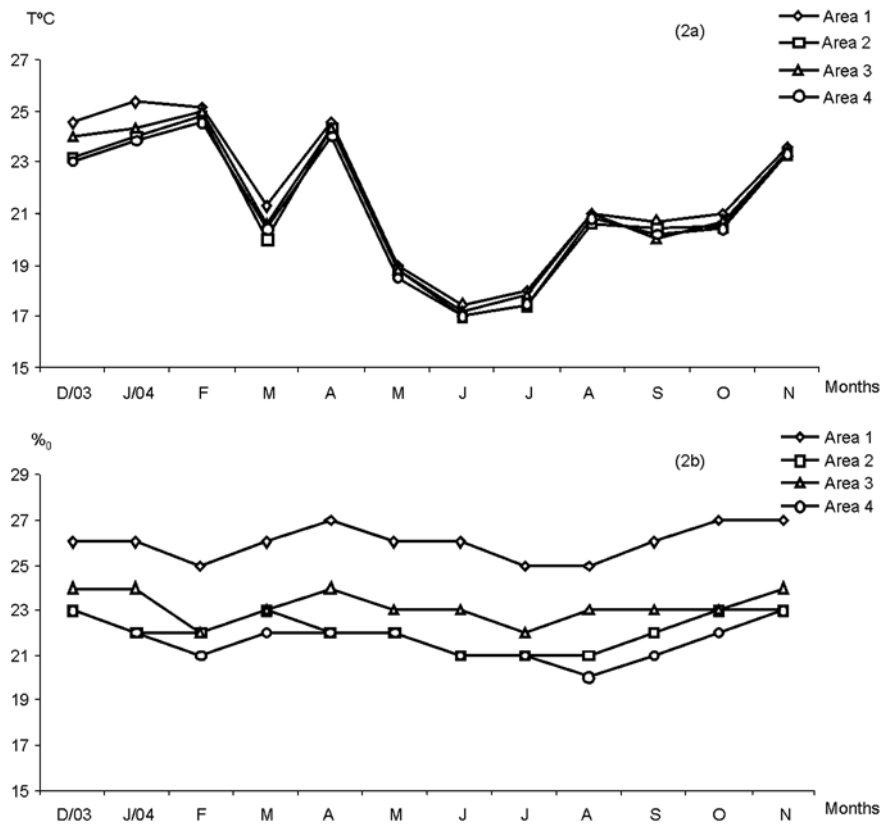 T°C
(2a)
Area 1
Area 2
Area 3
Area 4
27
25
23
21
19
17
15
D/03 J/04 F M A M J J A S O N Months
%0
(2b)
Area 1
Area 2
Area 3
Area 4
29
27
25
23
21
19
17
15
D/03 J/04 F M A M J J A S O N Months